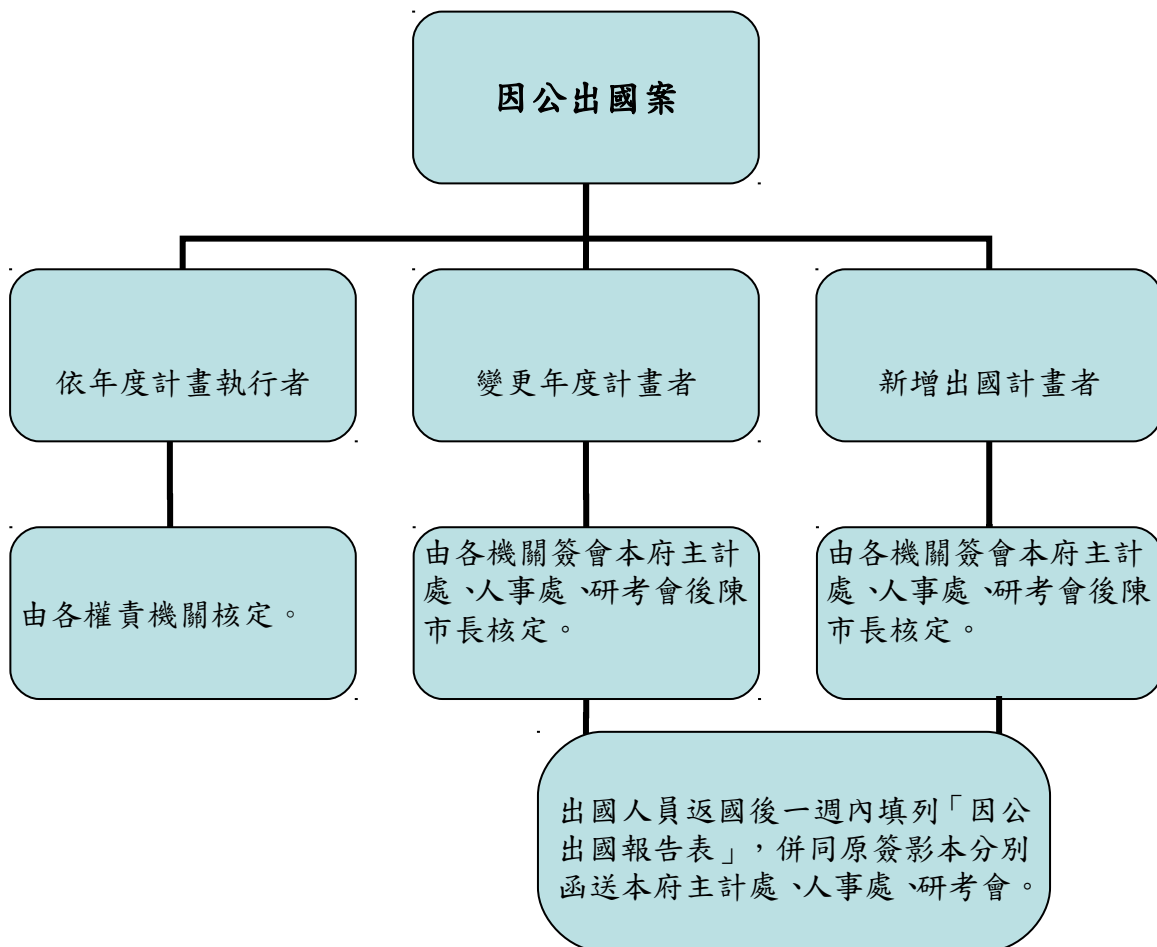 因公出國案
依年度計畫執行者
變更年度計畫者
新增出國計畫者
由各權責機關核定。
由各機關簽會本府主計
處、人事處、研考會後陳
市長核定。
由各機關簽會本府主計
處、人事處、研考會後陳
市長核定。
出國人員返國後一週內填列「因公
出國報告表」，併同原簽影本分別
函送本府主計處、人事處、研考會。